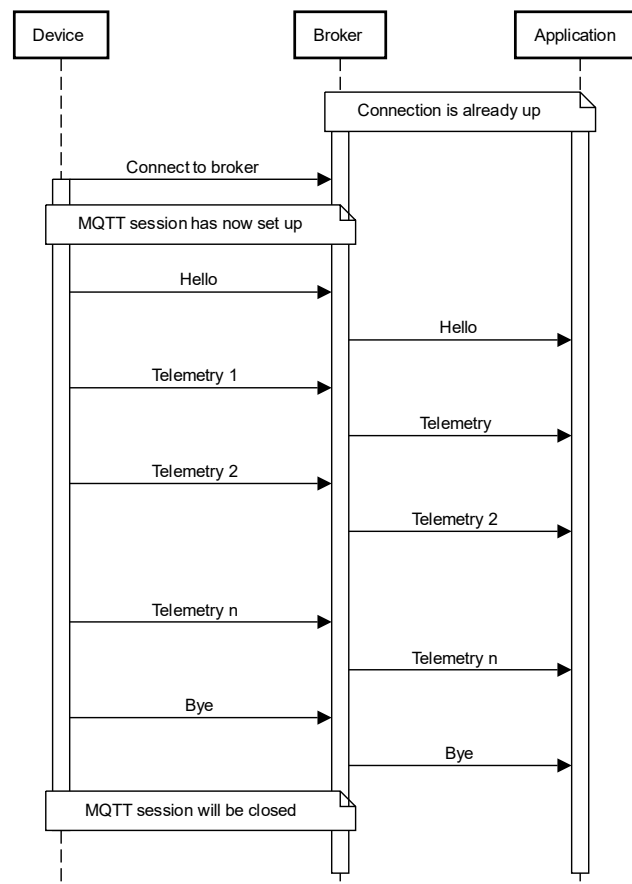 Device
Broker
Application
Connection is already up
Connect to broker
MQTT session has now set up
Hello
Hello
Telemetry 1
Telemetry
Telemetry 2
Telemetry 2
Telemetry n
Telemetry n
Bye
Bye
MQTT session will be closed